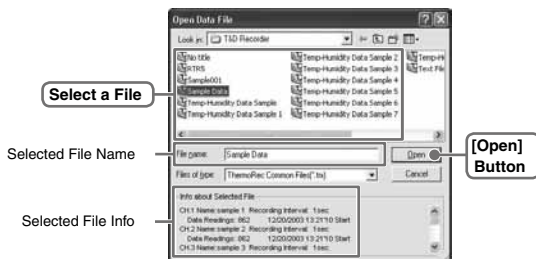 Open Data File
Look in: T&D Recorder
No title
RTRS
Sample001
Sample Data
Temp-Humidity Data Sample
Temp-Humidity Data Sample 1
Temp-Humidity Data Sample 2
Temp-Humidity Data Sample 3
Temp-Humidity Data Sample 4
Temp-Humidity Data Sample 5
Temp-Humidity Data Sample 6
Temp-Humidity Data Sample 7
Temp-H
Text File
Select a File
Selected File Name
File name: Sample Data
Open
[Open]
Button
Files of type: ThermoRec Common Files(*.trx)
Cancel
Selected File Info
Info about Selected File
CH.1 Name:sample 1 Recording Interval: 1sec
Data Readings: 862 12/20/2003 13:21'10 Start
CH.2 Name:sample 2 Recording Interval: 1sec
Data Readings: 862 12/20/2003 13:21'10 Start
CH.3 Name:sample 3 Recording Interval: 1sec